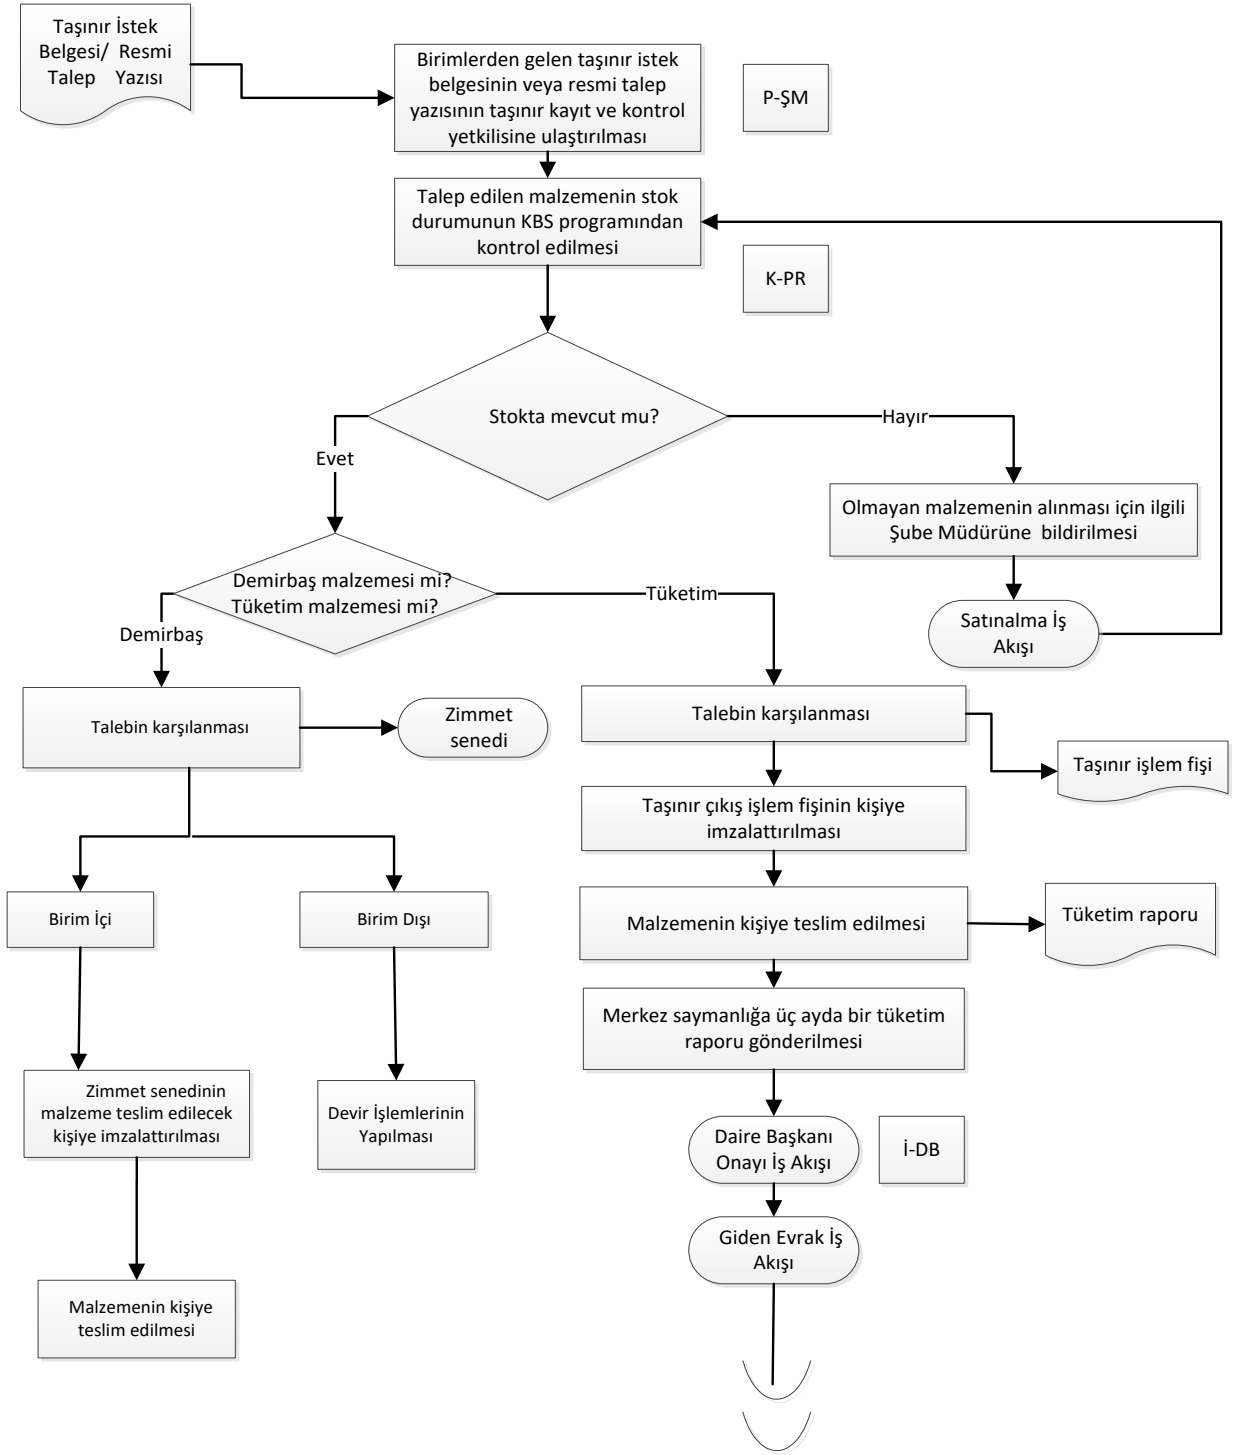 Taşınır İstek
Belgesi/ Resmi
Talep Yazısı
Birimlerden gelen taşınır istek
belgesinin veya resmi talep
yazısının taşınır kayıt ve kontrol
yetkilisine ulaştırılması
P-ŞM
Talep edilen malzemenin stok
durumunun KBS programından
kontrol edilmesi
K-PR
Stokta mevcut mu?
Hayır
Evet
Olmayan malzemenin alınması için ilgili
Şube Müdürüne bildirilmesi
Demirbaş malzemesi mi?
Tüketim malzemesi mi?
Tüketim
Demirbaş
Satınalma İş
Akışı
Talebin karşılanması
Zimmet
senedi
Talebin karşılanması
Taşınır işlem fişi
Taşınır çıkış işlem fişinin kişiye
imzalattırılması
Birim İçi
Birim Dışı
Malzemenin kişiye teslim edilmesi
Tüketim raporu
Merkez saymanlığa üç ayda bir tüketim
raporu gönderilmesi
Zimmet senedinin
malzeme teslim edilecek
kişiye imzalattırılması
Devir İşlemlerinin
Yapılması
Daire Başkanı
Onayı İş Akışı
İ-DB
Giden Evrak İş
Akışı
Malzemenin kişiye
teslim edilmesi